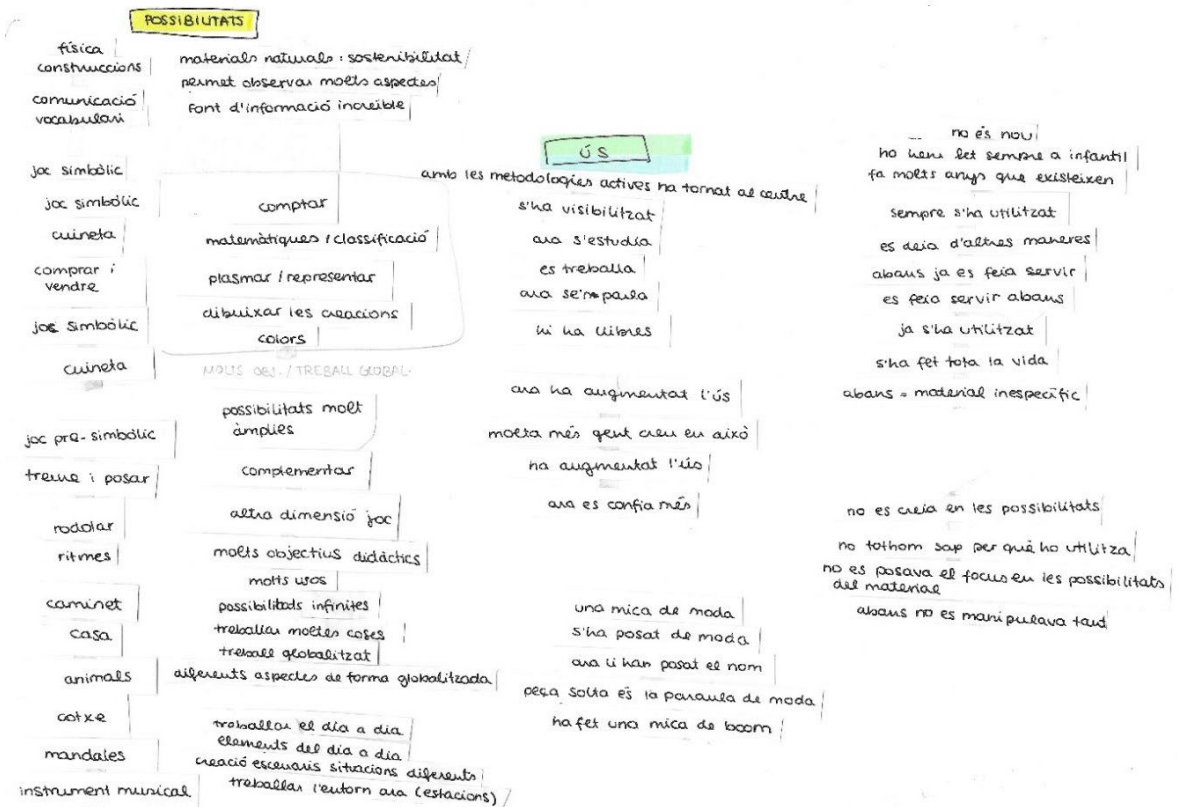 POSSIBILITATS
física
construccions
comunicació
vocabulari
joc simbòlic
joc simbòlic
cuineta
comprar i
vendre
joc simbòlic
cuineta
joc pre-simbòlic
treure i posar
rodolar
ritmes
caminet
casa
animals
cotxe
mandales
instrument musical
materials naturals: sostenibilitat
permet observar molts aspectes
Font d'informació increïble
comptar
matemàtiques / classificació
plasmar / representar
dibuixar les creacions
colors
MOLTS OBJ. / TREBALL GLOBAL.
possibilitats molt
àmplies
complementar
altra dimensió joc
molts objectius didàctics
molts usos
possibilitats infinites
treballar moltes coses
treball globalitzat
diferents aspectes de forma globalitzada
treballar el dia a dia
elements del dia a dia
creació escenaris situacions diferents
treballar l'entorn ara (estacions)
ÚS
amb les metodologies actives ha tornat al centre
s'ha visibilitzat
ara s'estudia
es treballa
ara se'n parla
hi ha llibres
ara ha augmentat l'ús
molta més gent creu en això
ha augmentat l'ús
ara es confia més
una mica de moda
s'ha posat de moda
ara li han posat el nom
peça solta és la paraula de moda
ha fet una mica de boom
no és nou
ho hem fet sempre a infantil
fa molts anys que existeixen
sempre s'ha utilitzat
es deia d'altres maneres
abans ja es feia servir
es feia servir abans
ja s'ha utilitzat
s'ha fet tota la vida
abans = material inespecífic
no es creia en les possibilitats
no tothom sap per què ho utilitza
no es posava el focus en les possibilitats
del material
abans no es manipulava tant